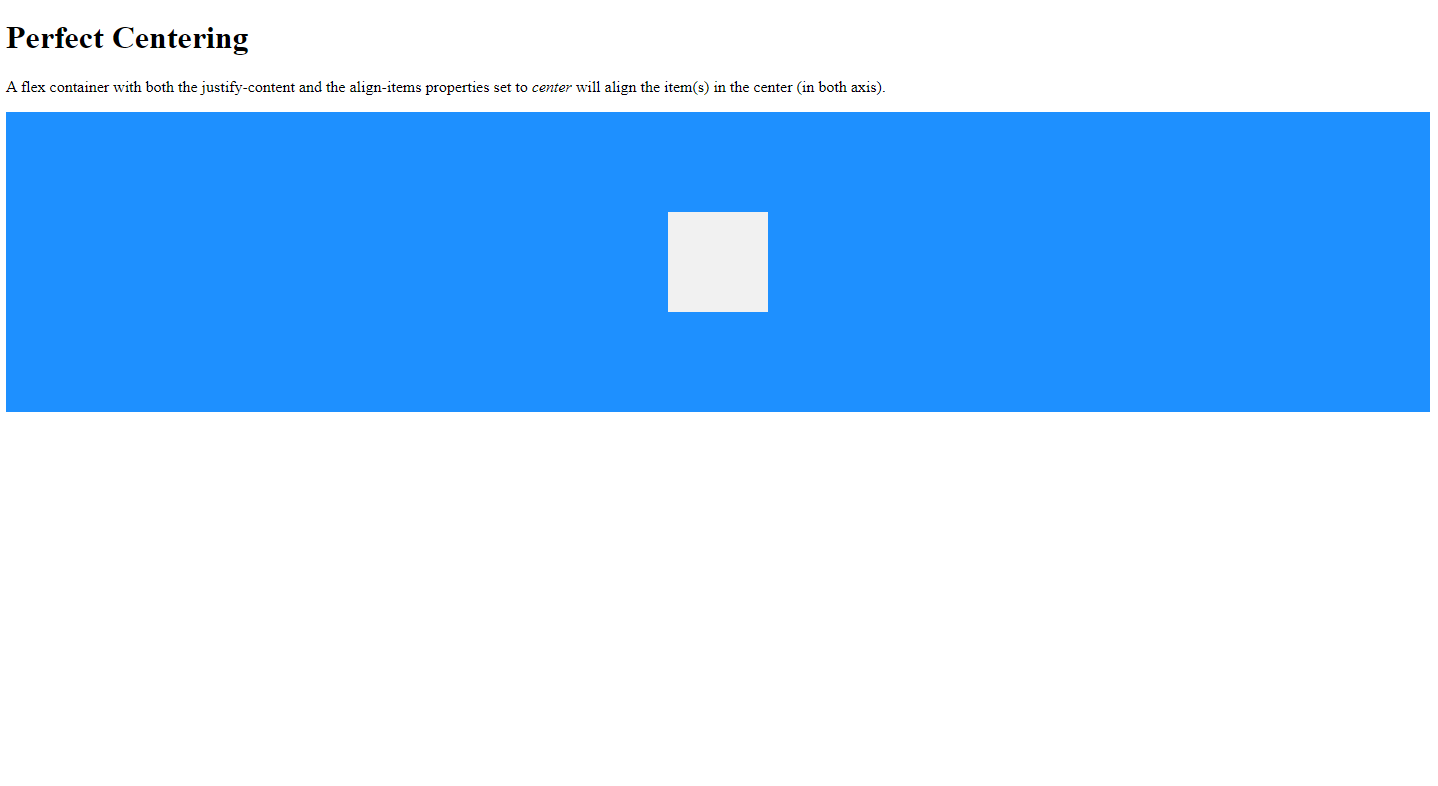 Perfect Centering
A flex container with both the justify-content and the align-items properties set to center will align the item(s) in the center (in both axis).